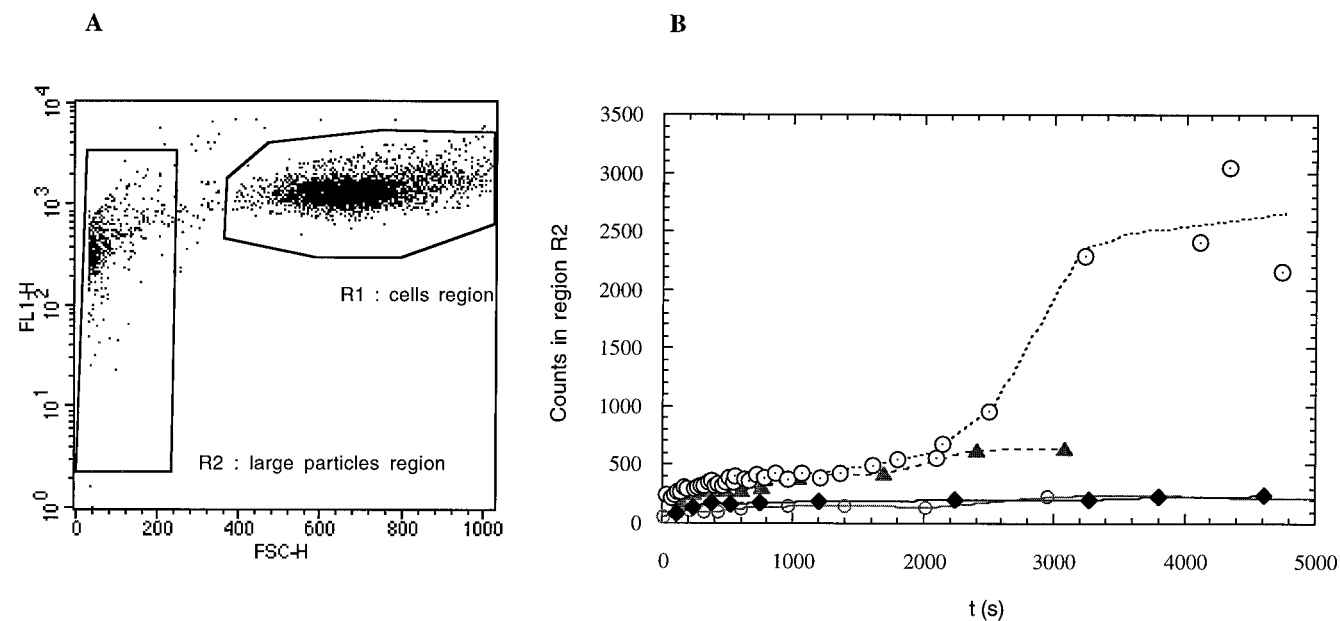 A
B
10^4
10^3
10^2
10^1
10^0
FL1-H
0 200 400 600 800 1000
FSC-H
R1 : cells region
R2 : large particles region
3500
3000
2500
2000
1500
1000
500
0
Counts in region R2
0 1000 2000 3000 4000 5000
t (s)